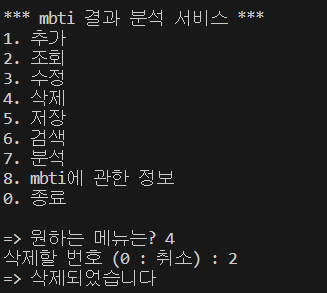 *** mbti 결과 분석 서비스 ***
1. 추가
2. 조회
3. 수정
4. 삭제
5. 저장
6. 검색
7. 분석
8. mbti에 관한 정보
0. 종료
=> 원하는 메뉴는? 4
삭제할 번호 (0 : 취소) : 2
=> 삭제되었습니다